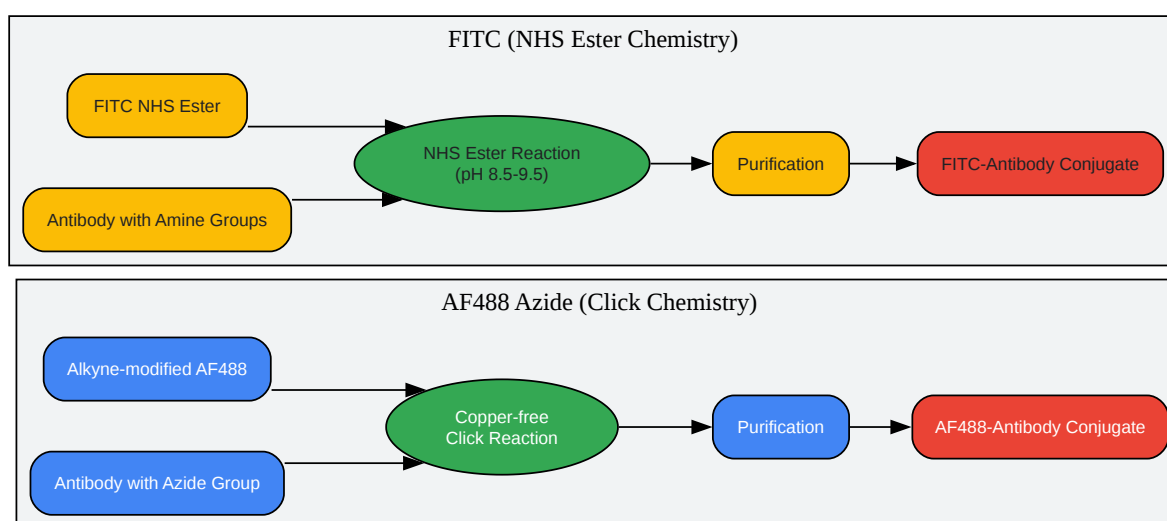 FITC (NHS Ester Chemistry)
FITC NHS Ester
Antibody with Amine Groups
NHS Ester Reaction
(pH 8.5-9.5)
Purification
FITC-Antibody Conjugate
AF488 Azide (Click Chemistry)
Alkyne-modified AF488
Antibody with Azide Group
Copper-free
Click Reaction
Purification
AF488-Antibody Conjugate